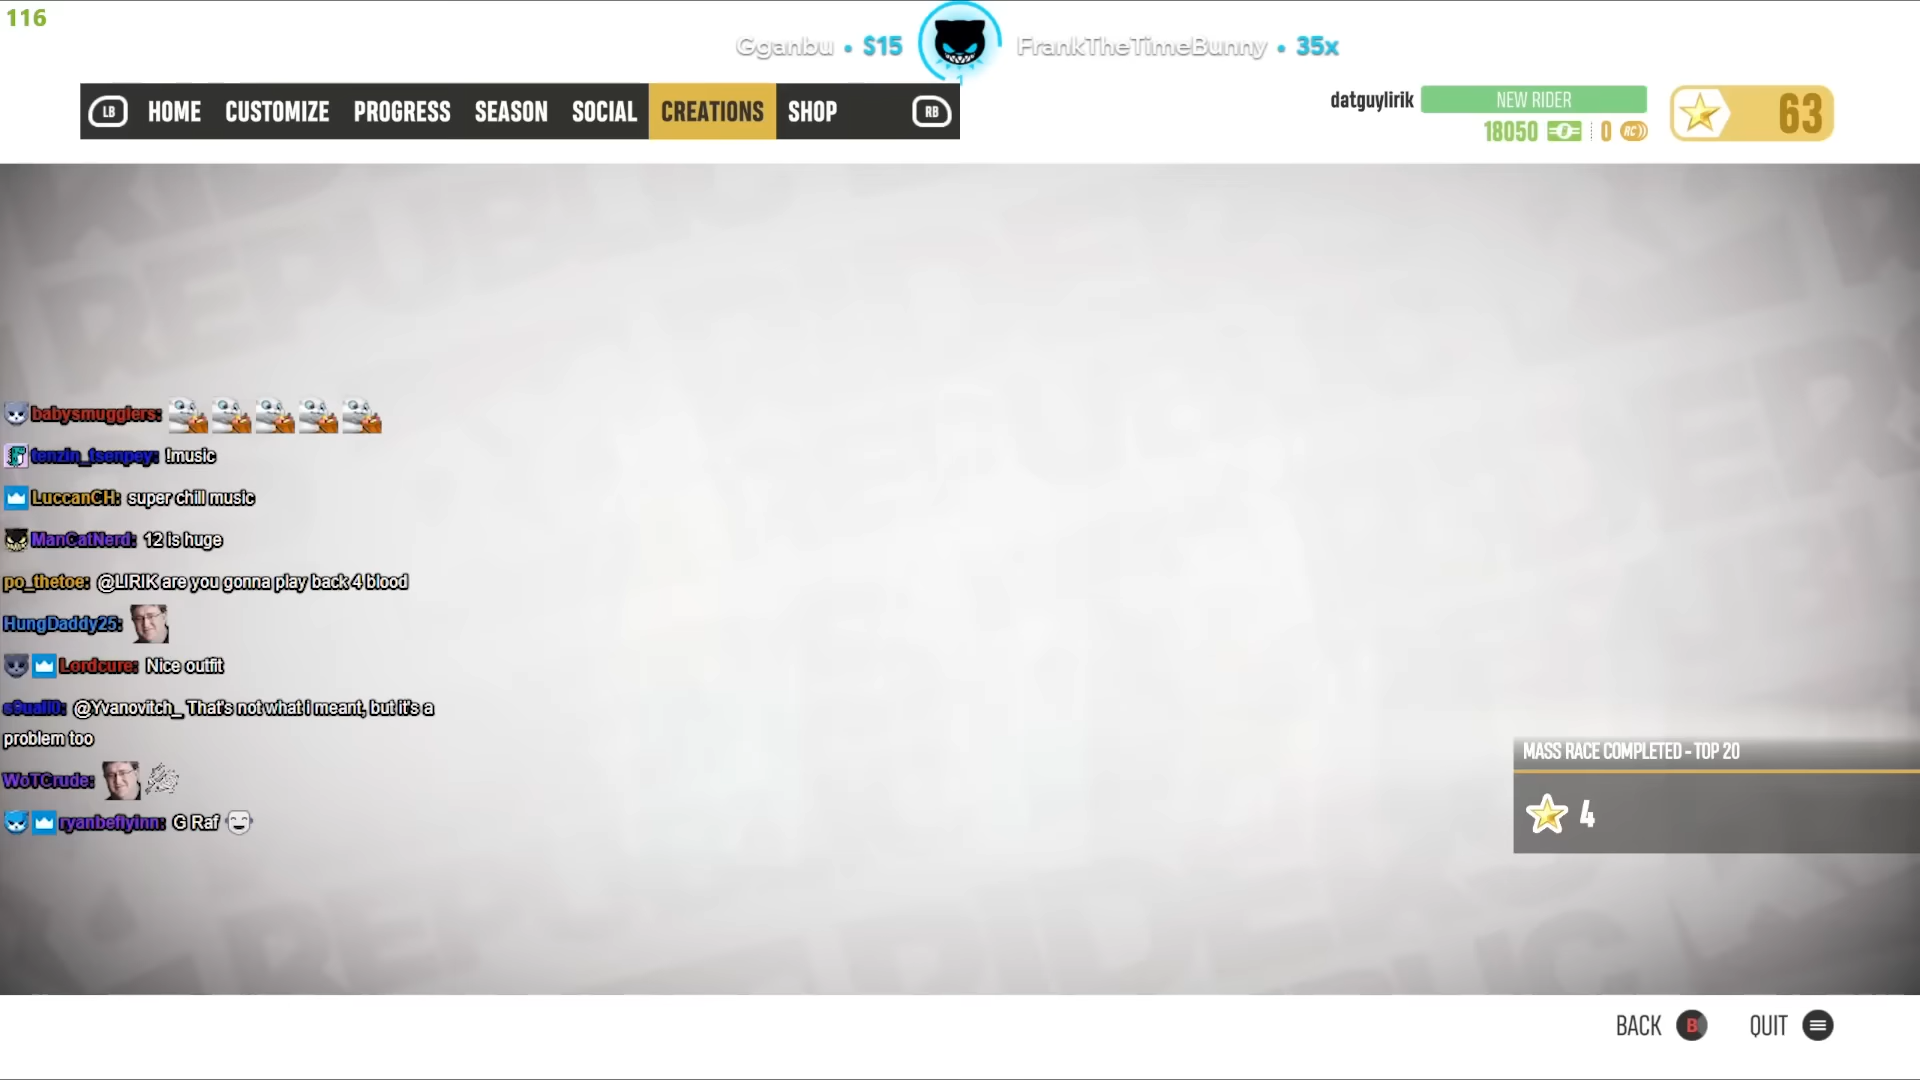 116
Gganbu • $15
FrankTheTimeBunny • 35x
LB HOME CUSTOMIZE PROGRESS SEASON SOCIAL CREATIONS SHOP RB
datguylirik NEW RIDER
18050 0 RC
63
babysmugglers:
tenzin_tsenpey: !music
LuccanCH: super chill music
ManCatNerd: 12 is huge
po_thetoe: @LIRIK are you gonna play back 4 blood
HungDaddy25:
Lordcure: Nice outfit
@Yvanovitch_ That's not what i meant, but it's a
problem too
WoTCrude:
ryanbeflyinn: G Raf
MASS RACE COMPLETED - TOP 20
4
BACK B QUIT